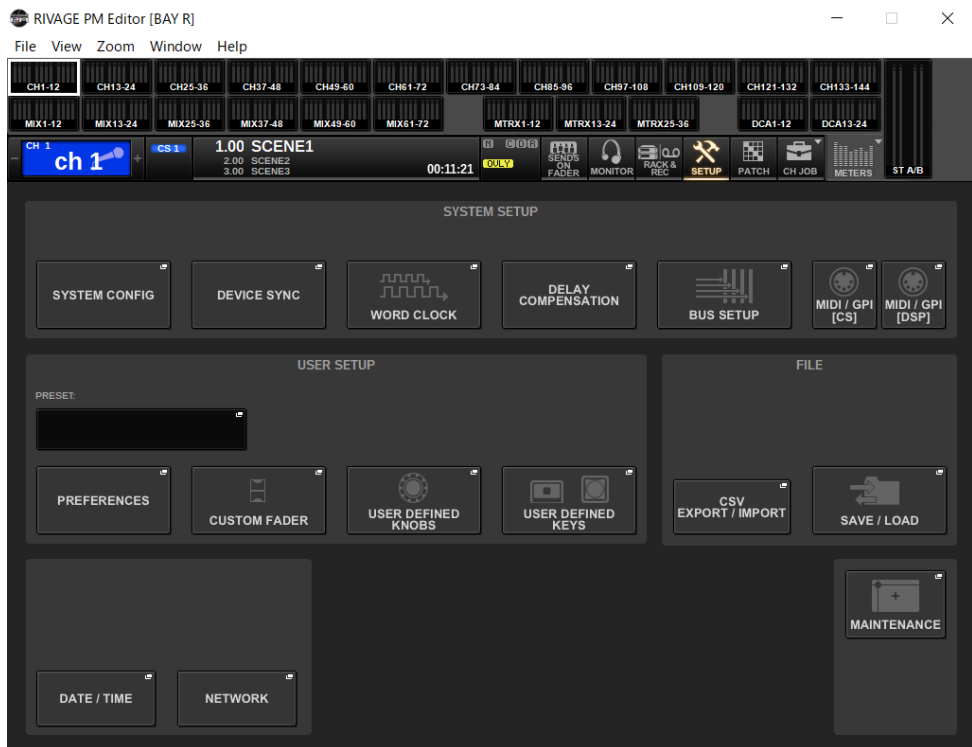 RIVAGE PM Editor [BAY R]
File View Zoom Window Help
CH1-12 CH13-24 CH25-36 CH37-48 CH49-60 CH61-72 CH73-84 CH85-96 CH97-108 CH109-120 CH121-132 CH133-144
MIX1-12 MIX13-24 MIX25-36 MIX37-48 MIX49-60 MIX61-72 MTRX1-12 MTRX13-24 MTRX25-36 DCA1-12 DCA13-24
CH 1
ch 1
CS 1
1.00 SCENE1
2.00 SCENE2
3.00 SCENE3
00:11:21
OVLY
SENDS
ON
FADER
MONITOR
RACK &
REC
SETUP
PATCH
CH JOB
METERS
ST A/B
SYSTEM SETUP
SYSTEM CONFIG
DEVICE SYNC
WORD CLOCK
DELAY
COMPENSATION
BUS SETUP
MIDI / GPI
[CS]
MIDI / GPI
[DSP]
USER SETUP
PRESET:
PREFERENCES
CUSTOM FADER
USER DEFINED
KNOBS
USER DEFINED
KEYS
FILE
CSV
EXPORT / IMPORT
SAVE / LOAD
DATE / TIME
NETWORK
MAINTENANCE